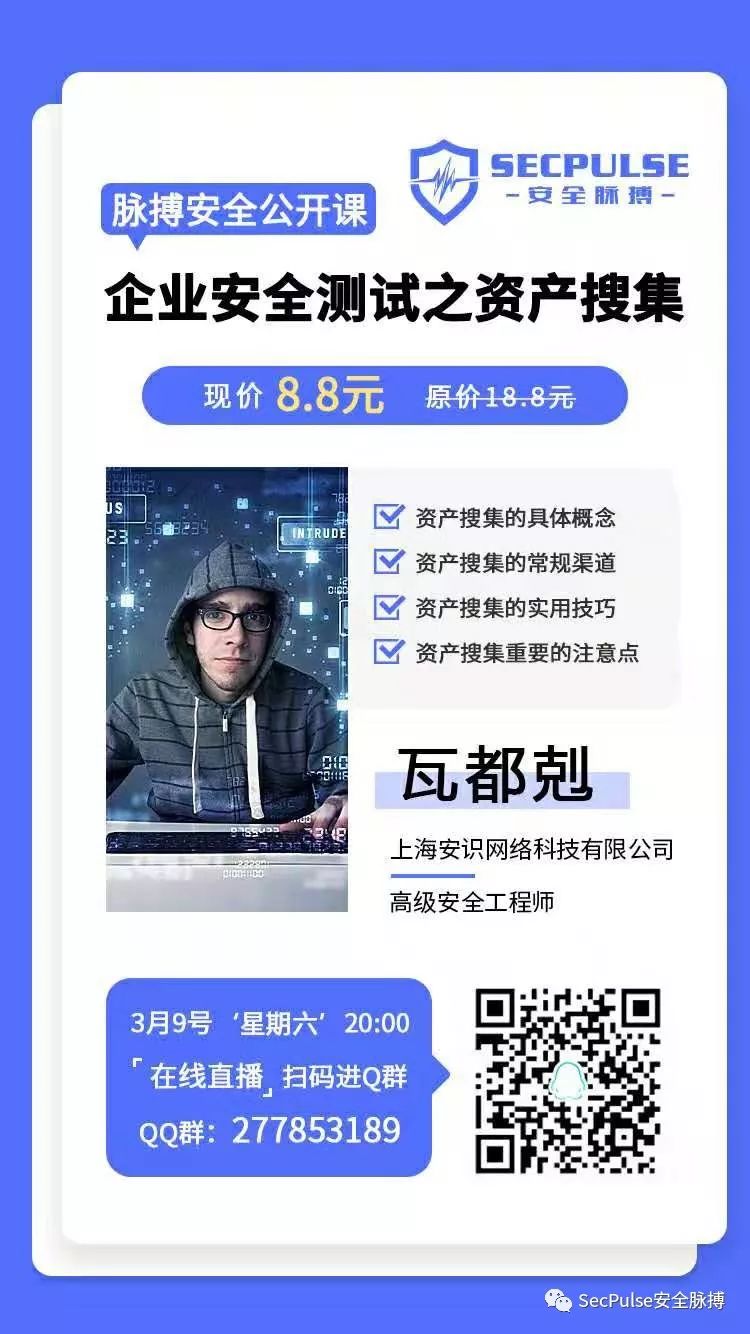 SECPULSE
安全脉搏
脉搏安全公开课
企业安全测试之资产搜集
现价 8.8元 原价18.8元
US
INTRUDE
资产搜集的具体概念
资产搜集的常规渠道
资产搜集的实用技巧
资产搜集重要的注意点
瓦都剋
上海安识网络科技有限公司
高级安全工程师
3月9号 ‘星期六’ 20:00
「在线直播」扫码进Q群
QQ群：277853189
SecPulse安全脉搏